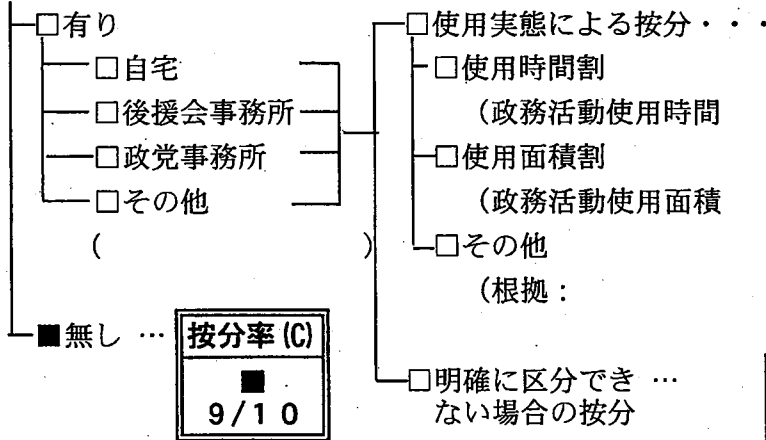 □有り
□自宅
□後援会事務所
□政党事務所
□その他
(　　　　　　　　)
■無し …
按分率(C)
■
9/10
□使用実態による按分・・・
□使用時間割
(政務活動使用時間
□使用面積割
(政務活動使用面積
□その他
(根拠：
□明確に区分でき …
ない場合の按分